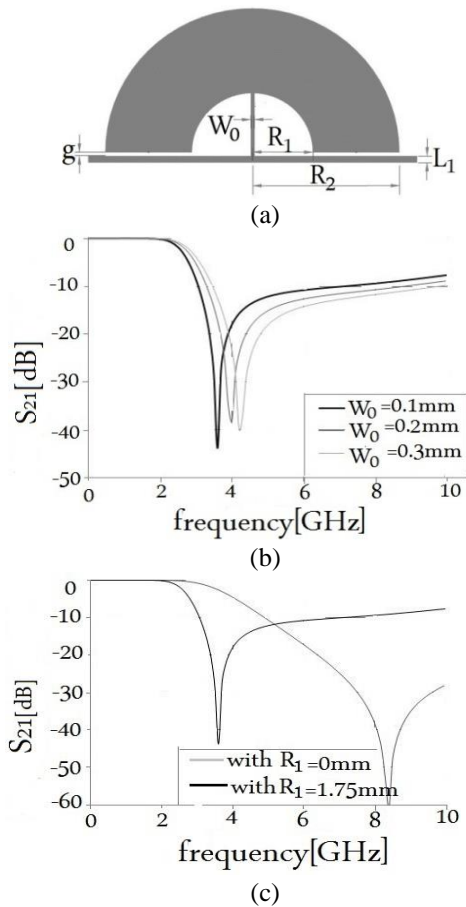 W₀
R₁
g
L₁
R₂
(a)
0
-10
-20
-30
-40
-50
S₂₁[dB]
W₀ =0.1mm
W₀ =0.2mm
W₀ =0.3mm
0 2 4 6 8 10
frequency[GHz]
(b)
0
-10
-20
-30
-40
-50
-60
S₂₁[dB]
with R₁=0mm
with R₁=1.75mm
0 2 4 6 8 10
frequency[GHz]
(c)